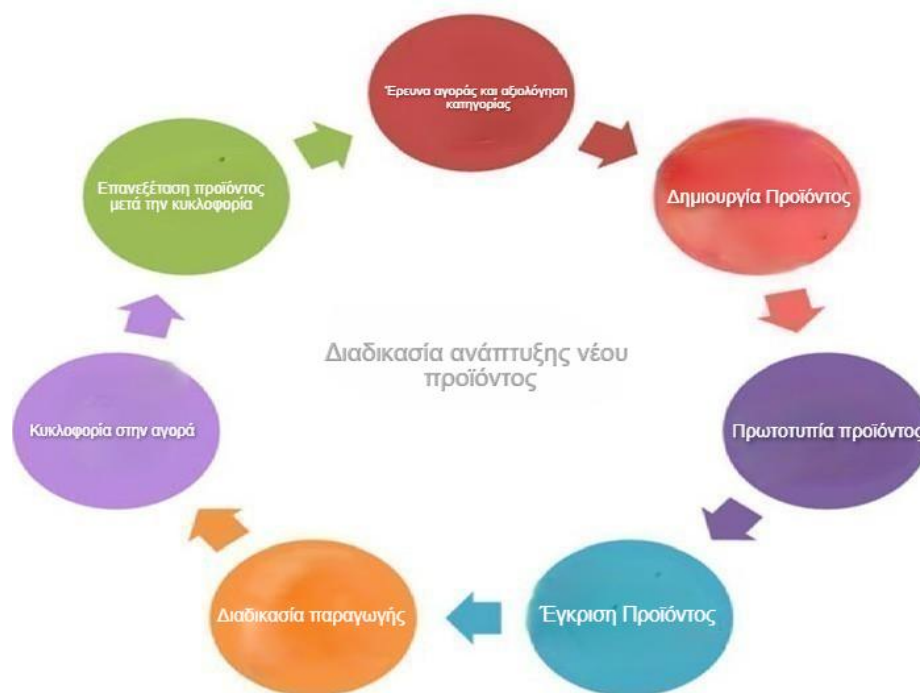 Έρευνα αγοράς και αξιολόγηση
κατηγορίας
Δημιουργία Προϊόντος
Πρωτοτυπία προϊόντος
Έγκριση Προϊόντος
Διαδικασία παραγωγής
Κυκλοφορία στην αγορά
Επανεξέταση προϊόντος
μετά την κυκλοφορία
Διαδικασία ανάπτυξης νέου
προϊόντος